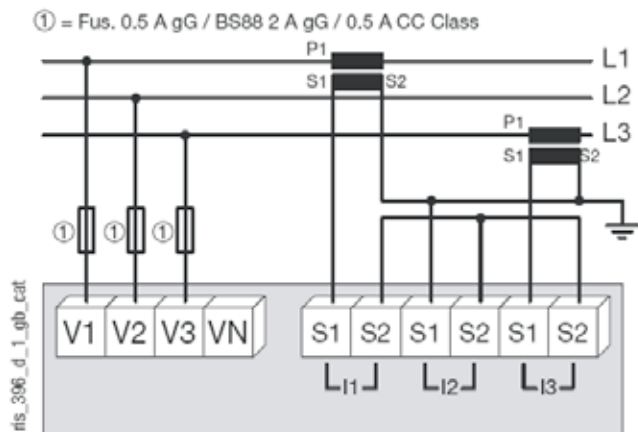 ① = Fus. 0.5 A gG / BS88 2 A gG / 0.5 A CC Class
P1 L1
S1 S2
L2
P1 L3
S1 S2
① ① ①
V1 V2 V3 VN S1 S2 S1 S2 S1 S2
I1 I2 I3
ris_396_d_1_gb_cat